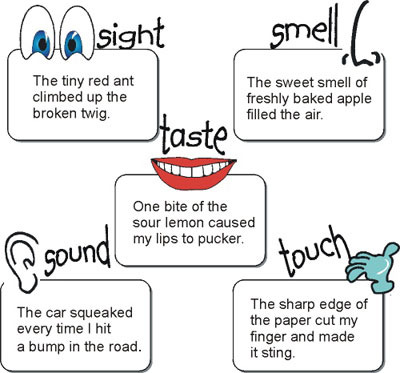 sight
The tiny red ant
climbed up the
broken twig.
smell
The sweet smell of
freshly baked apple
filled the air.
taste
One bite of the
sour lemon caused
my lips to pucker.
sound
The car squeaked
every time I hit
a bump in the road.
touch
The sharp edge of
the paper cut my
finger and made
it sting.